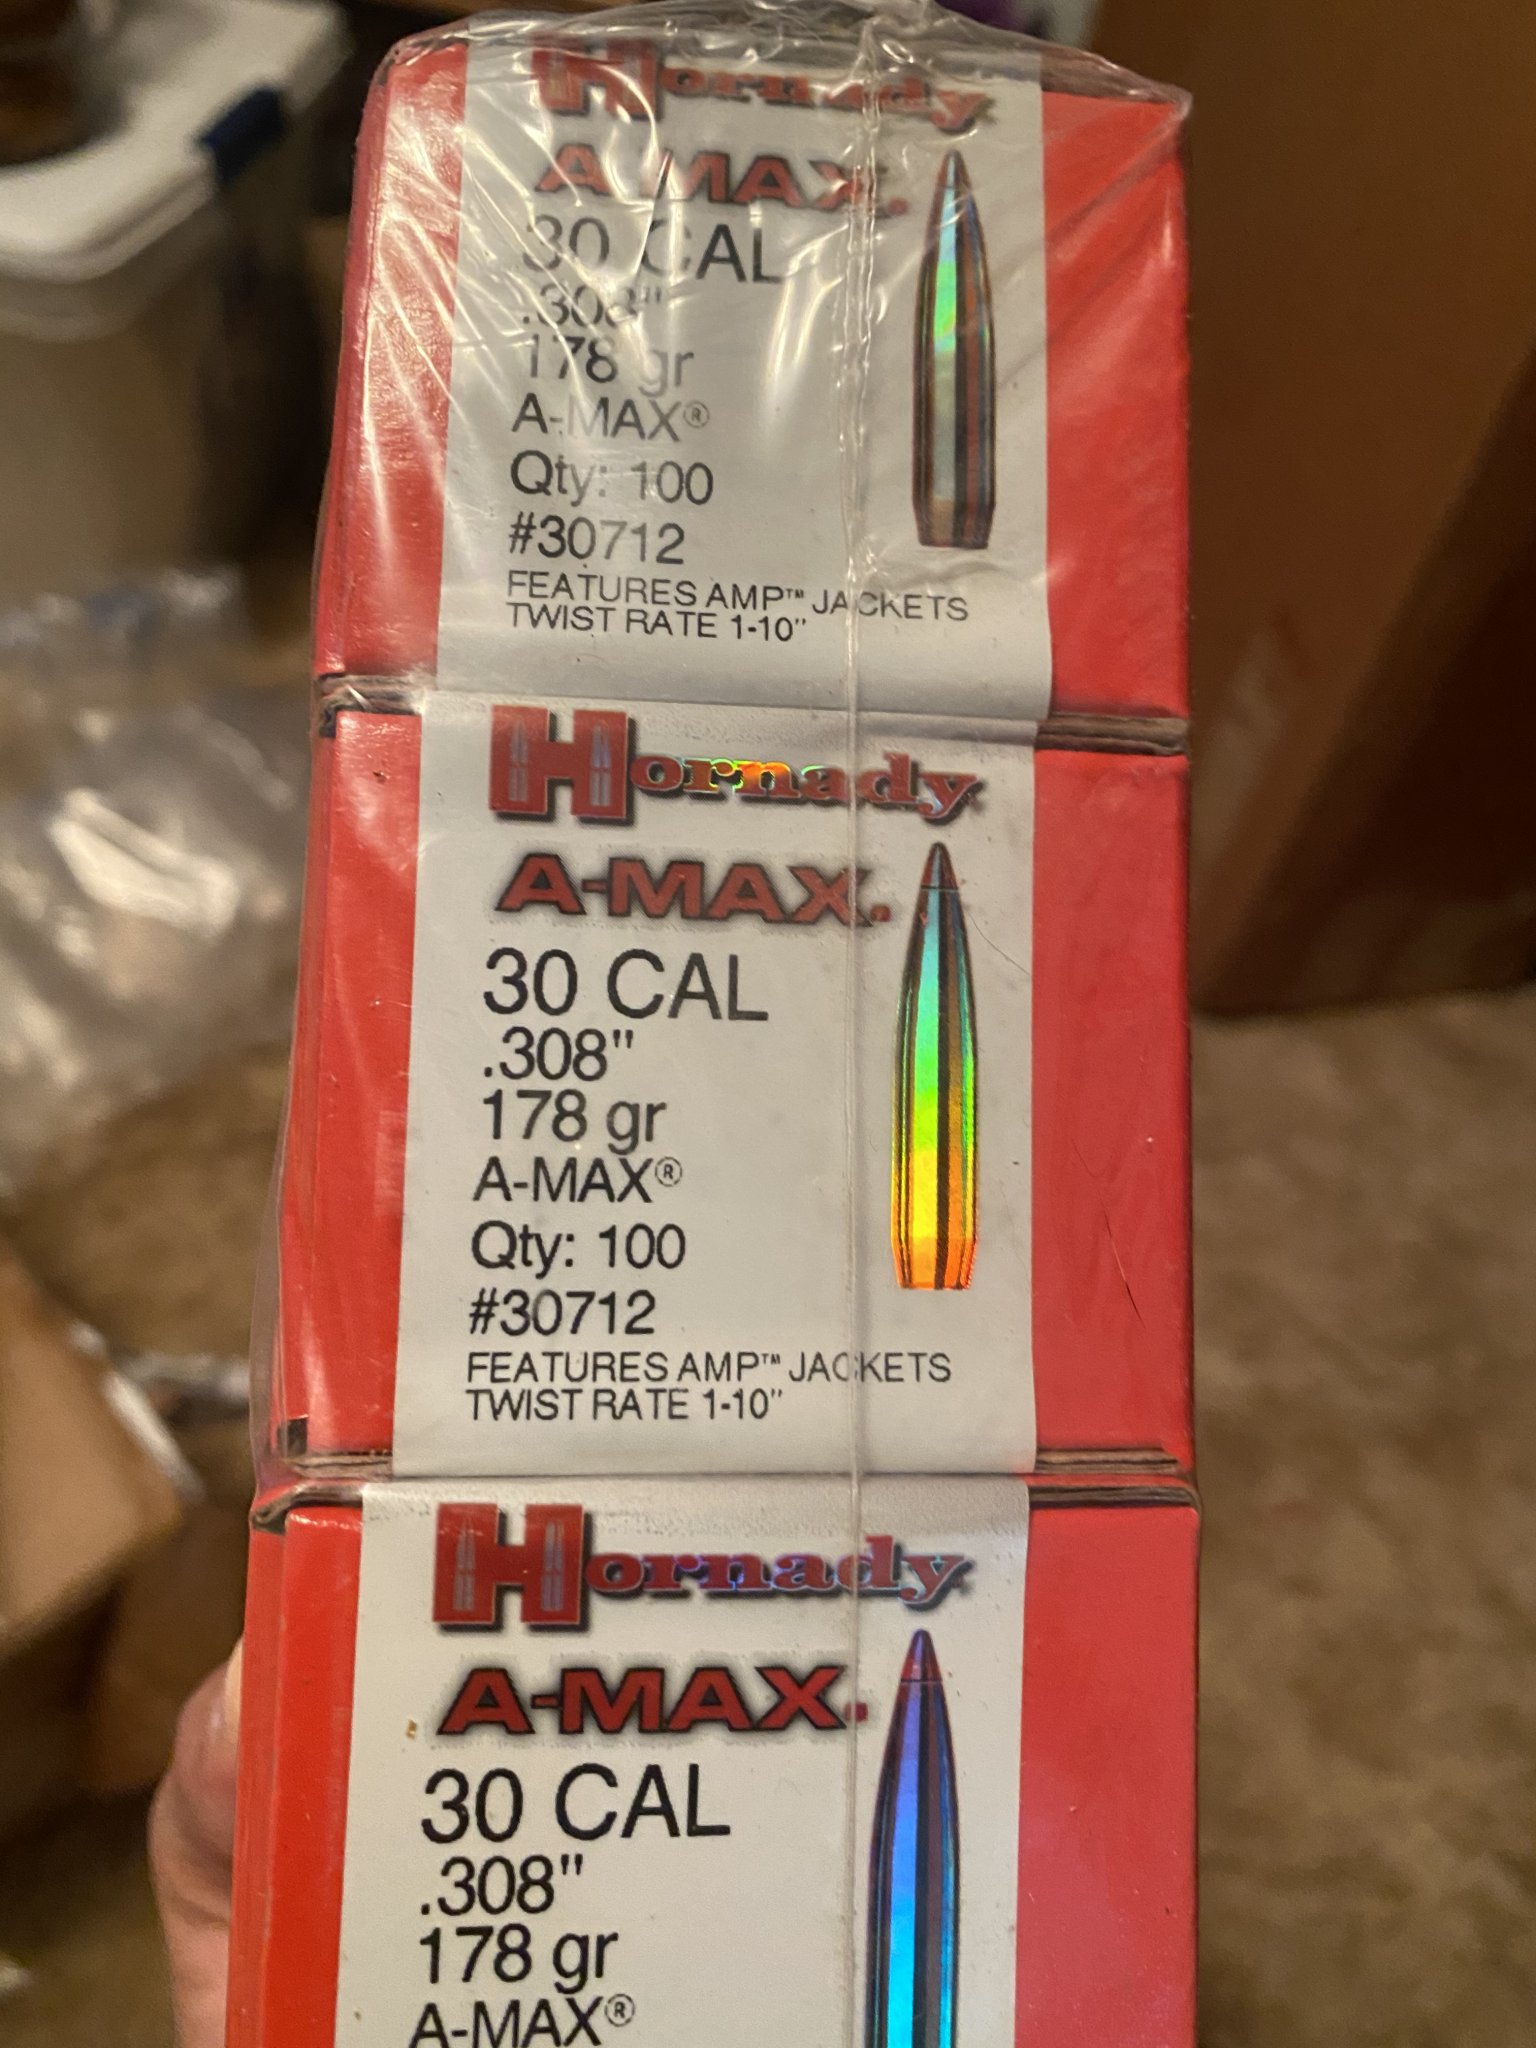 Hornady
A-MAX.
30 CAL
.308"
178 gr
A-MAX®
Qty: 100
#30712
FEATURES AMP™ JACKETS
TWIST RATE 1-10"
Hornady
A-MAX.
30 CAL
.308"
178 gr
A-MAX®
Qty: 100
#30712
FEATURES AMP™ JACKETS
TWIST RATE 1-10"
Hornady
A-MAX.
30 CAL
.308"
178 gr
A-MAX®